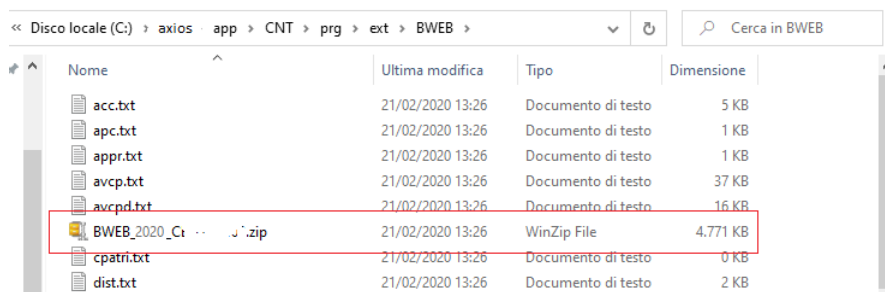 « Disco locale (C:) › axios app › CNT › prg › ext › BWEB › Cerca in BWEB
Nome Ultima modifica Tipo Dimensione
acc.txt 21/02/2020 13:26 Documento di testo 5 KB
apc.txt 21/02/2020 13:26 Documento di testo 1 KB
appr.txt 21/02/2020 13:26 Documento di testo 1 KB
avcp.txt 21/02/2020 13:26 Documento di testo 37 KB
avcpd.txt 21/02/2020 13:26 Documento di testo 16 KB
BWEB_2020_ .zip 21/02/2020 13:26 WinZip File 4.771 KB
cpatri.txt 21/02/2020 13:26 Documento di testo 0 KB
dist.txt 21/02/2020 13:26 Documento di testo 2 KB